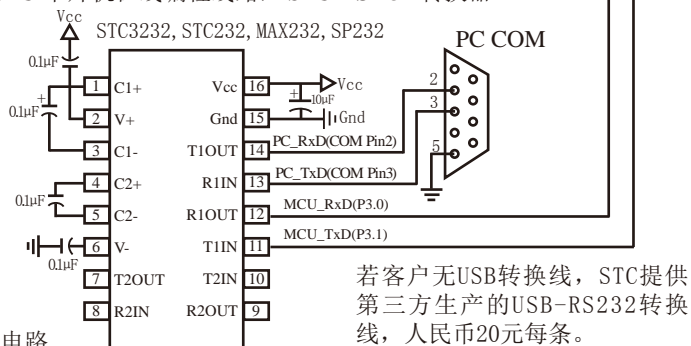 Vcc
STC3232,STC232,MAX232,SP232
PC COM
0.1μF
0.1μF
1 C1+ Vcc 16 + Vcc
10μF
2 V+ Gnd 15 Gnd
3 C1- T1OUT 14 PC_RxD(COM Pin2)
2
3
5
4 C2+ R1IN 13 PC_TxD(COM Pin3)
0.1μF
5 C2- R1OUT 12 MCU_RxD(P3.0)
6 V- T1IN 11 MCU_TxD(P3.1)
0.1μF
7 T2OUT T2IN 10
8 R2IN R2OUT 9
若客户无USB转换线，STC提供
第三方生产的USB-RS232转换
线，人民币20元每条。
电路